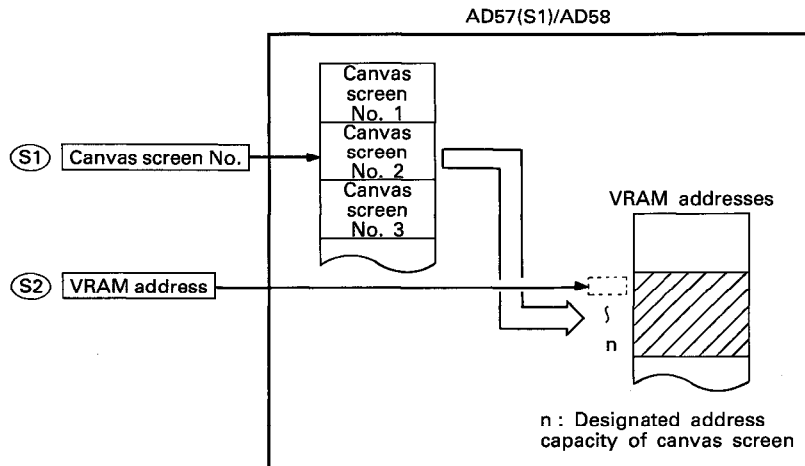 AD57(S1)/AD58
Canvas
screen
No. 1
S1 Canvas screen No.
Canvas
screen
No. 2
Canvas
screen
No. 3
VRAM addresses
S2 VRAM address
n
n : Designated address
capacity of canvas screen